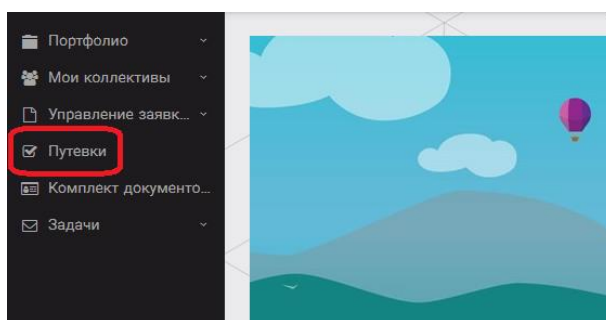 Портфолио
Мои коллективы
Управление заявк...
Путевки
Комплект документо...
Задачи